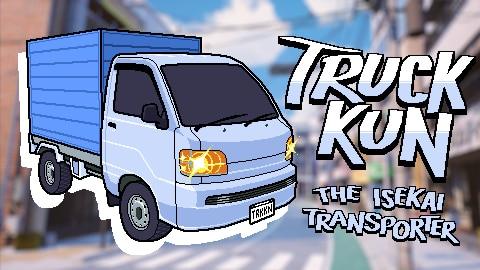 TRUCK
KUN
THE ISEKAI
TRANSPORTER
TRKKN